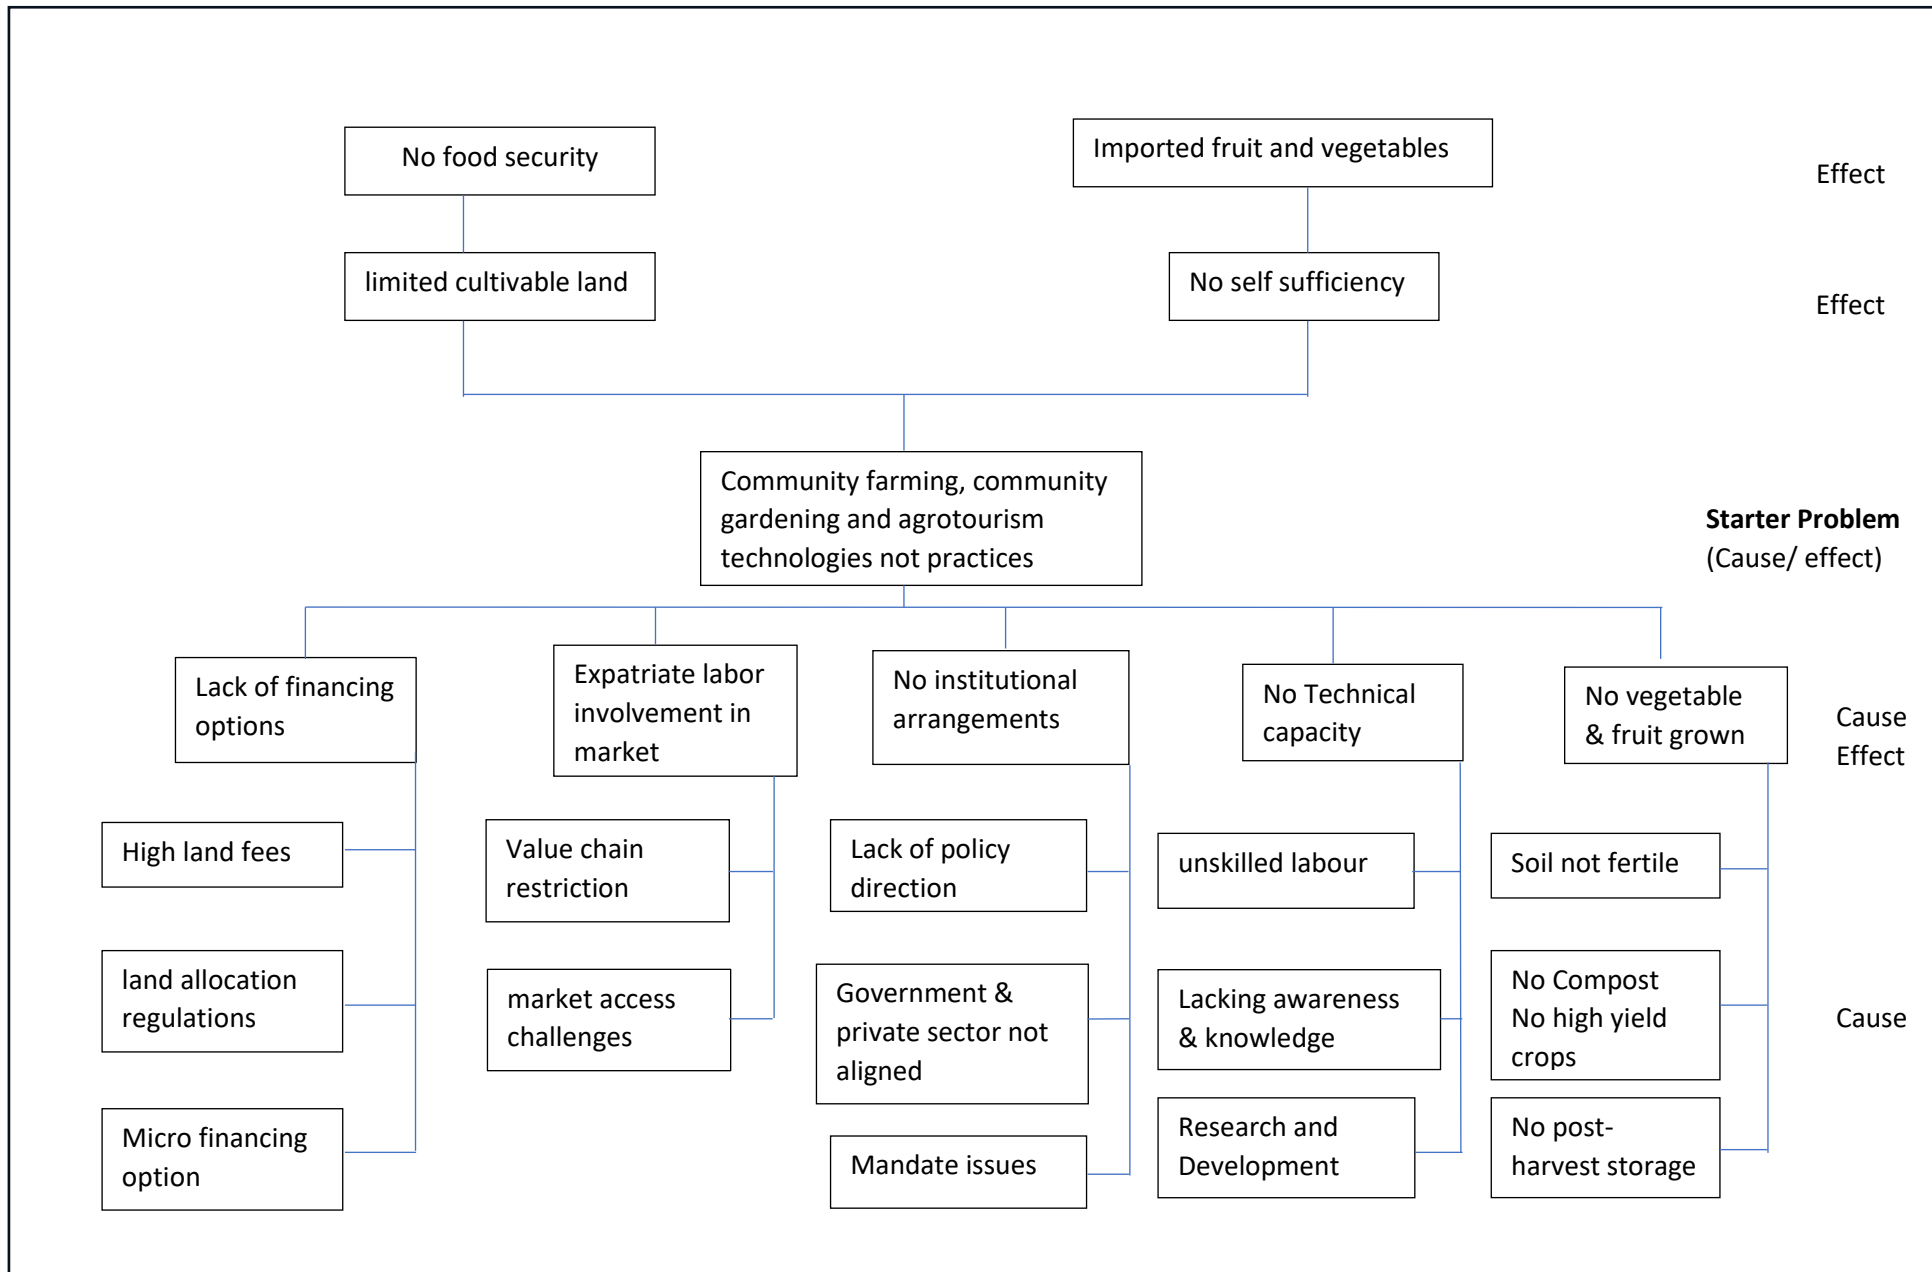 No food security
Imported fruit and vegetables
Effect
limited cultivable land
No self sufficiency
Effect
Community farming, community
gardening and agrotourism
technologies not practices
Starter Problem
(Cause/ effect)
Lack of financing
options
Expatriate labor
involvement in
market
No institutional
arrangements
No Technical
capacity
No vegetable
& fruit grown
Cause
Effect
High land fees
Value chain
restriction
Lack of policy
direction
unskilled labour
Soil not fertile
land allocation
regulations
market access
challenges
Government &
private sector not
aligned
Lacking awareness
& knowledge
No Compost
No high yield
crops
Cause
Micro financing
option
Mandate issues
Research and
Development
No post-
harvest storage